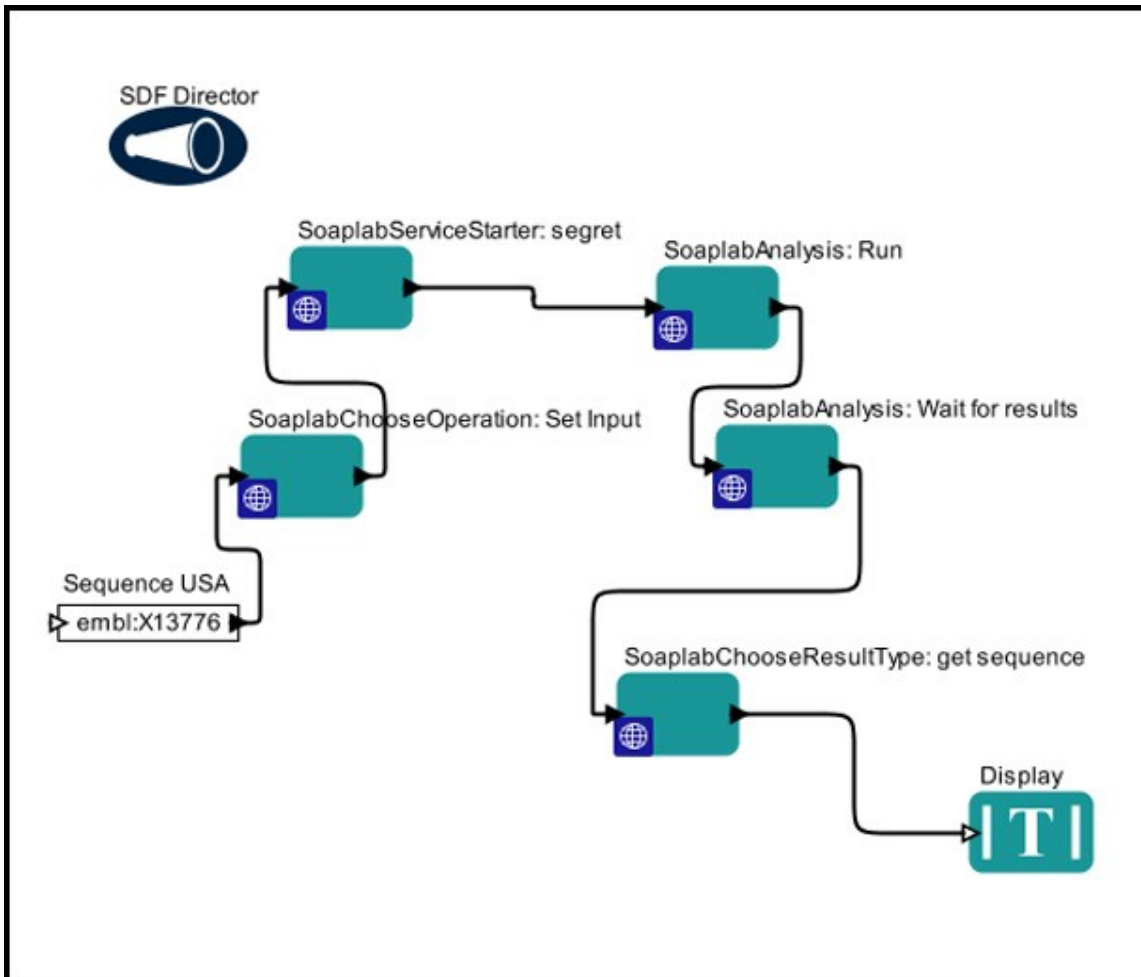 SDF Director
SoaplabServiceStarter: segret
SoaplabAnalysis: Run
SoaplabChooseOperation: Set Input
SoaplabAnalysis: Wait for results
Sequence USA
embl:X13776
SoaplabChooseResultType: get sequence
Display
T